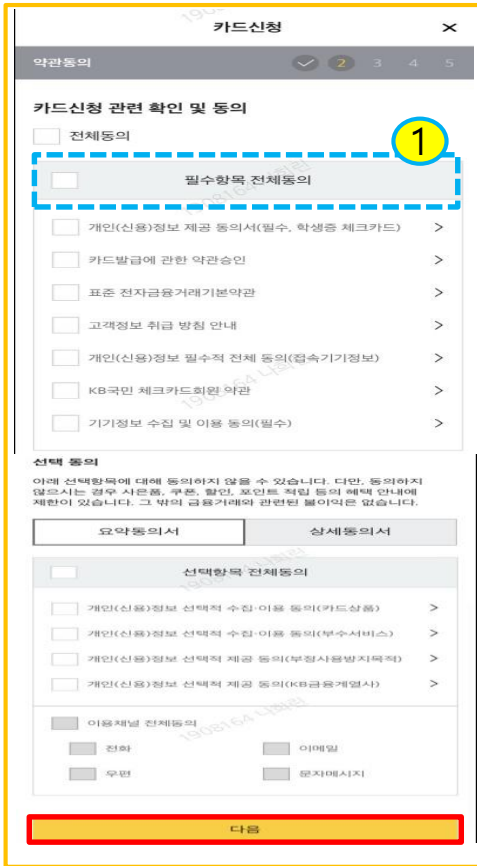 카드신청 ×
약관동의 2 3 4 5
카드신청 관련 확인 및 동의
전체동의
1
필수항목 전체동의
개인(신용)정보 제공 동의서(필수, 학생증 체크카드) >
카드발급에 관한 약관승인 >
표준 전자금융거래기본약관 >
고객정보 취급 방침 안내 >
개인(신용)정보 필수적 전체 동의(접속기기정보) >
KB국민 체크카드회원 약관 >
기기정보 수집 및 이용 동의(필수) >
선택 동의
아래 선택항목에 대해 동의하지 않을 수 있습니다. 다만, 동의하지
않으시는 경우 사은품, 쿠폰, 할인, 포인트 적립 등의 혜택 안내에
제한이 있습니다. 그 밖의 금융거래와 관련된 불이익은 없습니다.
요약동의서 상세동의서
선택항목 전체동의
개인(신용)정보 선택적 수집·이용 동의(카드상품) >
개인(신용)정보 선택적 수집·이용 동의(부수서비스) >
개인(신용)정보 선택적 제공 동의(부정사용방지목적) >
개인(신용)정보 선택적 제공 동의(KB금융계열사) >
이용채널 전체동의
전화 이메일
우편 문자메시지
다음